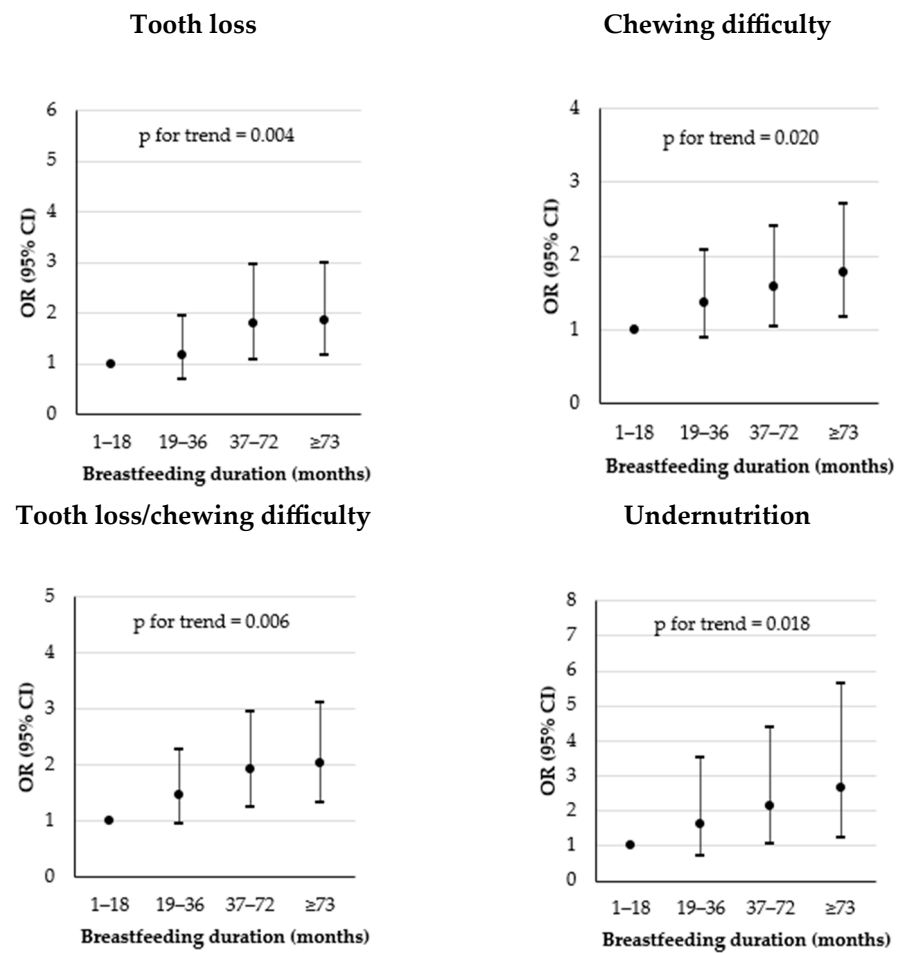 Tooth loss
6
5
4
3
2
1
0
OR (95% CI)
p for trend = 0.004
1–18 19–36 37–72 ≥73
Breastfeeding duration (months)
Chewing difficulty
4
3
2
1
0
OR (95% CI)
p for trend = 0.020
1–18 19–36 37–72 ≥73
Breastfeeding duration (months)
Tooth loss/chewing difficulty
5
4
3
2
1
0
OR (95% CI)
p for trend = 0.006
1–18 19–36 37–72 ≥73
Breastfeeding duration (months)
Undernutrition
8
7
6
5
4
3
2
1
0
OR (95% CI)
p for trend = 0.018
1–18 19–36 37–72 ≥73
Breastfeeding duration (months)